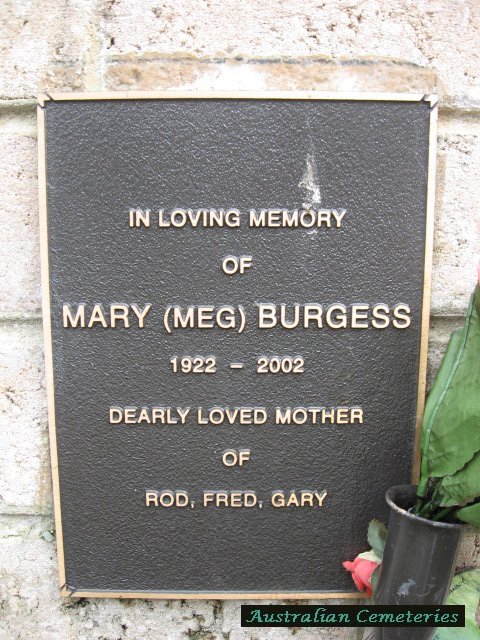 IN LOVING MEMORY
OF
MARY (MEG) BURGESS
1922 – 2002
DEARLY LOVED MOTHER
OF
ROD, FRED, GARY
Australian Cemeteries